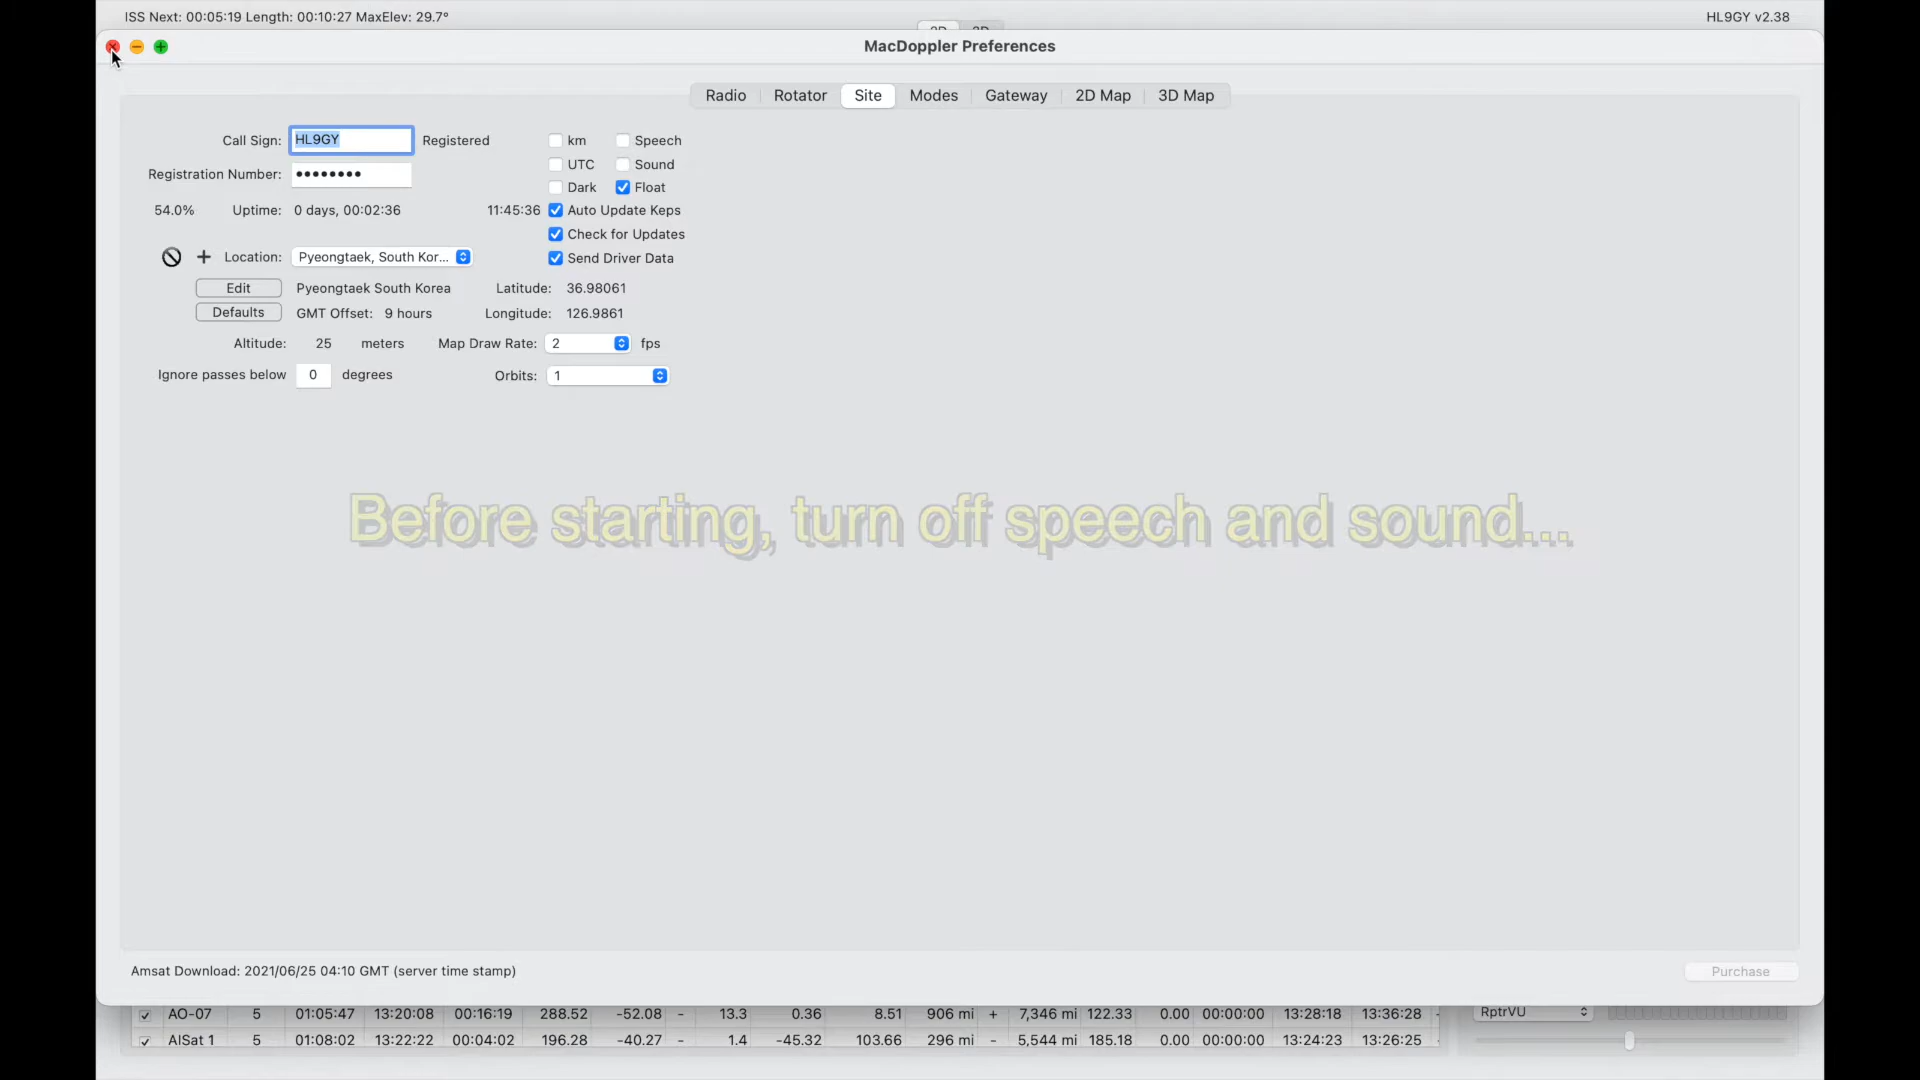 ISS Next: 00:05:19 Length: 00:10:27 MaxElev: 29.7°
HL9GY v2.38
MacDoppler Preferences
Radio Rotator Site Modes Gateway 2D Map 3D Map
Call Sign: HL9GY Registered
km Speech
Registration Number: ••••••••
UTC Sound
Dark Float
54.0% Uptime: 0 days, 00:02:36 11:45:36 Auto Update Keps
Check for Updates
Location: Pyeongtaek, South Kor... Send Driver Data
Edit Pyeongtaek South Korea Latitude: 36.98061
Defaults GMT Offset: 9 hours Longitude: 126.9861
Altitude: 25 meters Map Draw Rate: 2 fps
Ignore passes below 0 degrees Orbits: 1
Before starting, turn off speech and sound...
Amsat Download: 2021/06/25 04:10 GMT (server time stamp)
Purchase
AO-07 5 01:05:47 13:20:08 00:16:19 288.52 -52.08 - 13.3 0.36 8.51 906 mi + 7,346 mi 122.33 0.00 00:00:00 13:28:18 13:36:28 RptrVU
AISat 1 5 01:08:02 13:22:22 00:04:02 196.28 -40.27 - 1.4 -45.32 103.66 296 mi - 5,544 mi 185.18 0.00 00:00:00 13:24:23 13:26:25